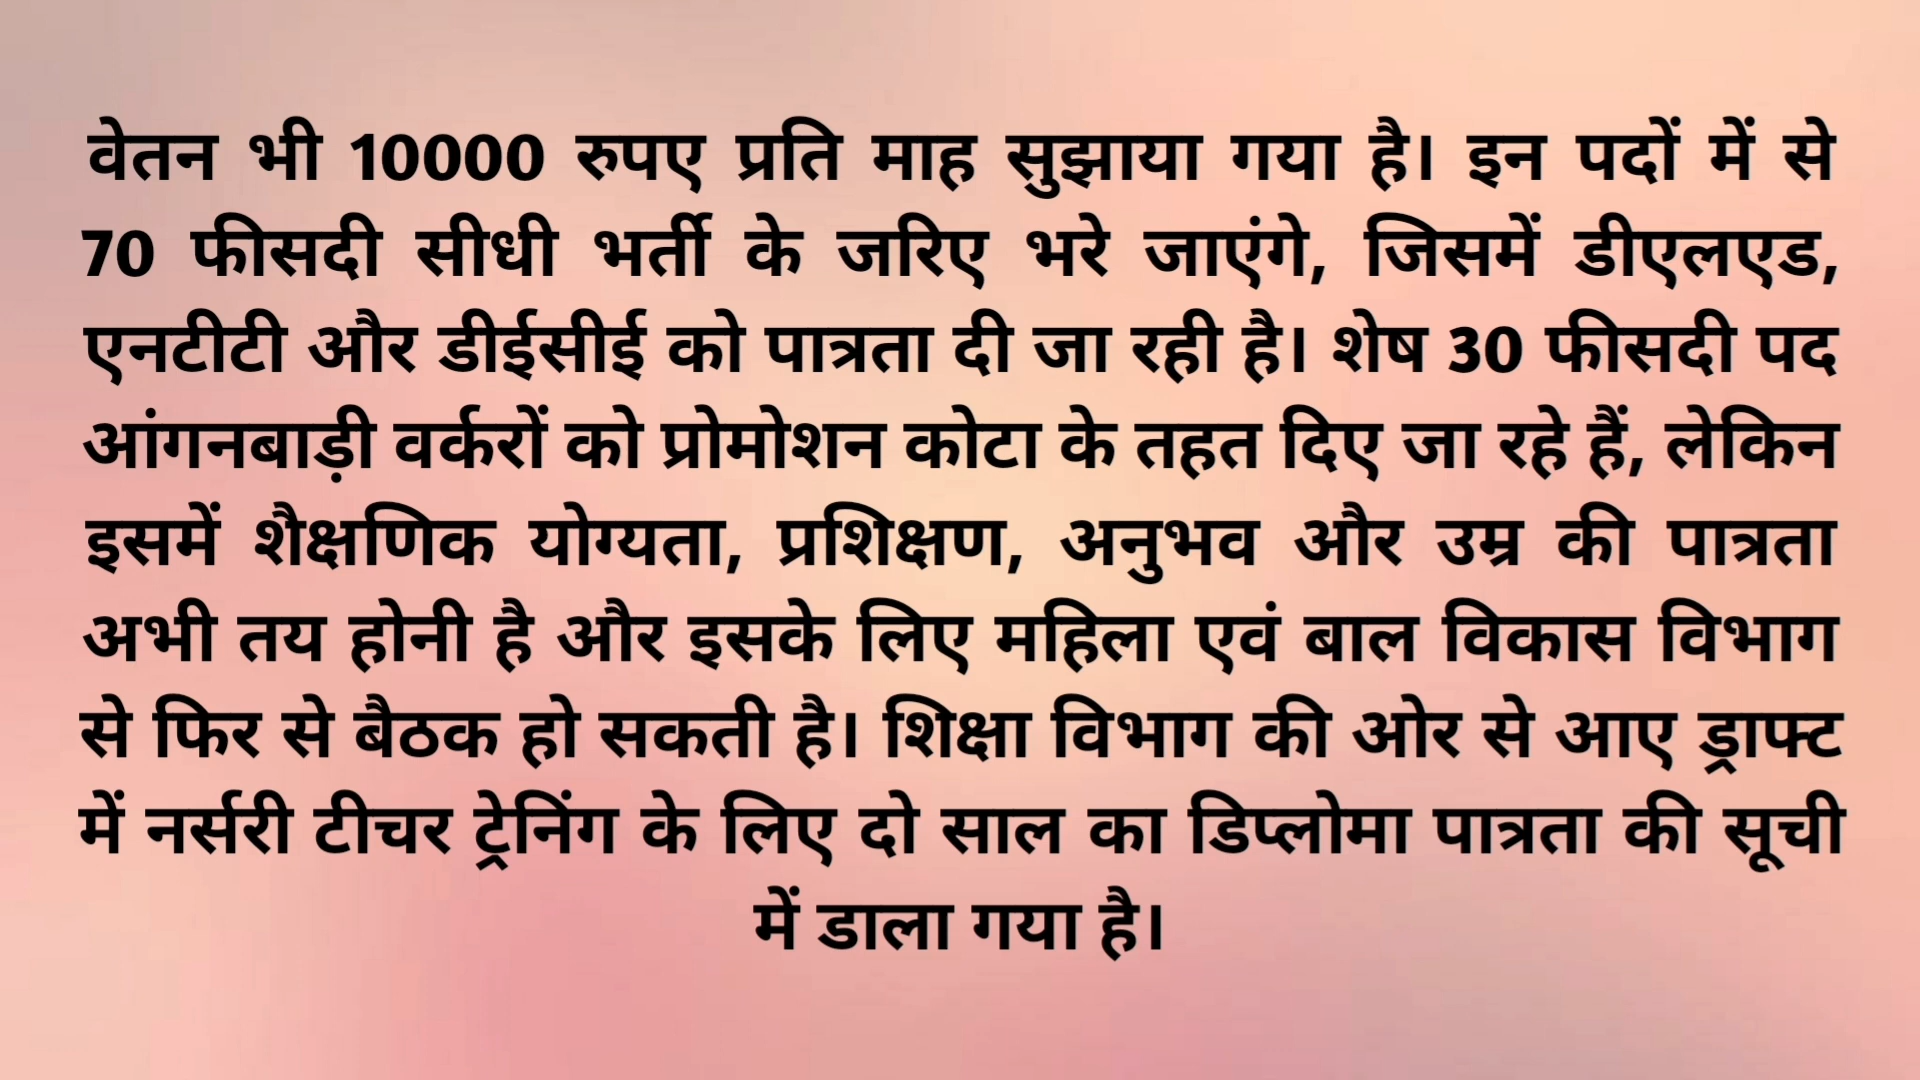 वेतन भी 10000 रुपए प्रति माह सुझाया गया है। इन पदों में से
70 फीसदी सीधी भर्ती के जरिए भरे जाएंगे, जिसमें डीएलएड,
एनटीटी और डीईसीई को पात्रता दी जा रही है। शेष 30 फीसदी पद
आंगनबाड़ी वर्करों को प्रोमोशन कोटा के तहत दिए जा रहे हैं, लेकिन
इसमें शैक्षणिक योग्यता, प्रशिक्षण, अनुभव और उम्र की पात्रता
अभी तय होनी है और इसके लिए महिला एवं बाल विकास विभाग
से फिर से बैठक हो सकती है। शिक्षा विभाग की ओर से आए ड्राफ्ट
में नर्सरी टीचर ट्रेनिंग के लिए दो साल का डिप्लोमा पात्रता की सूची
में डाला गया है।